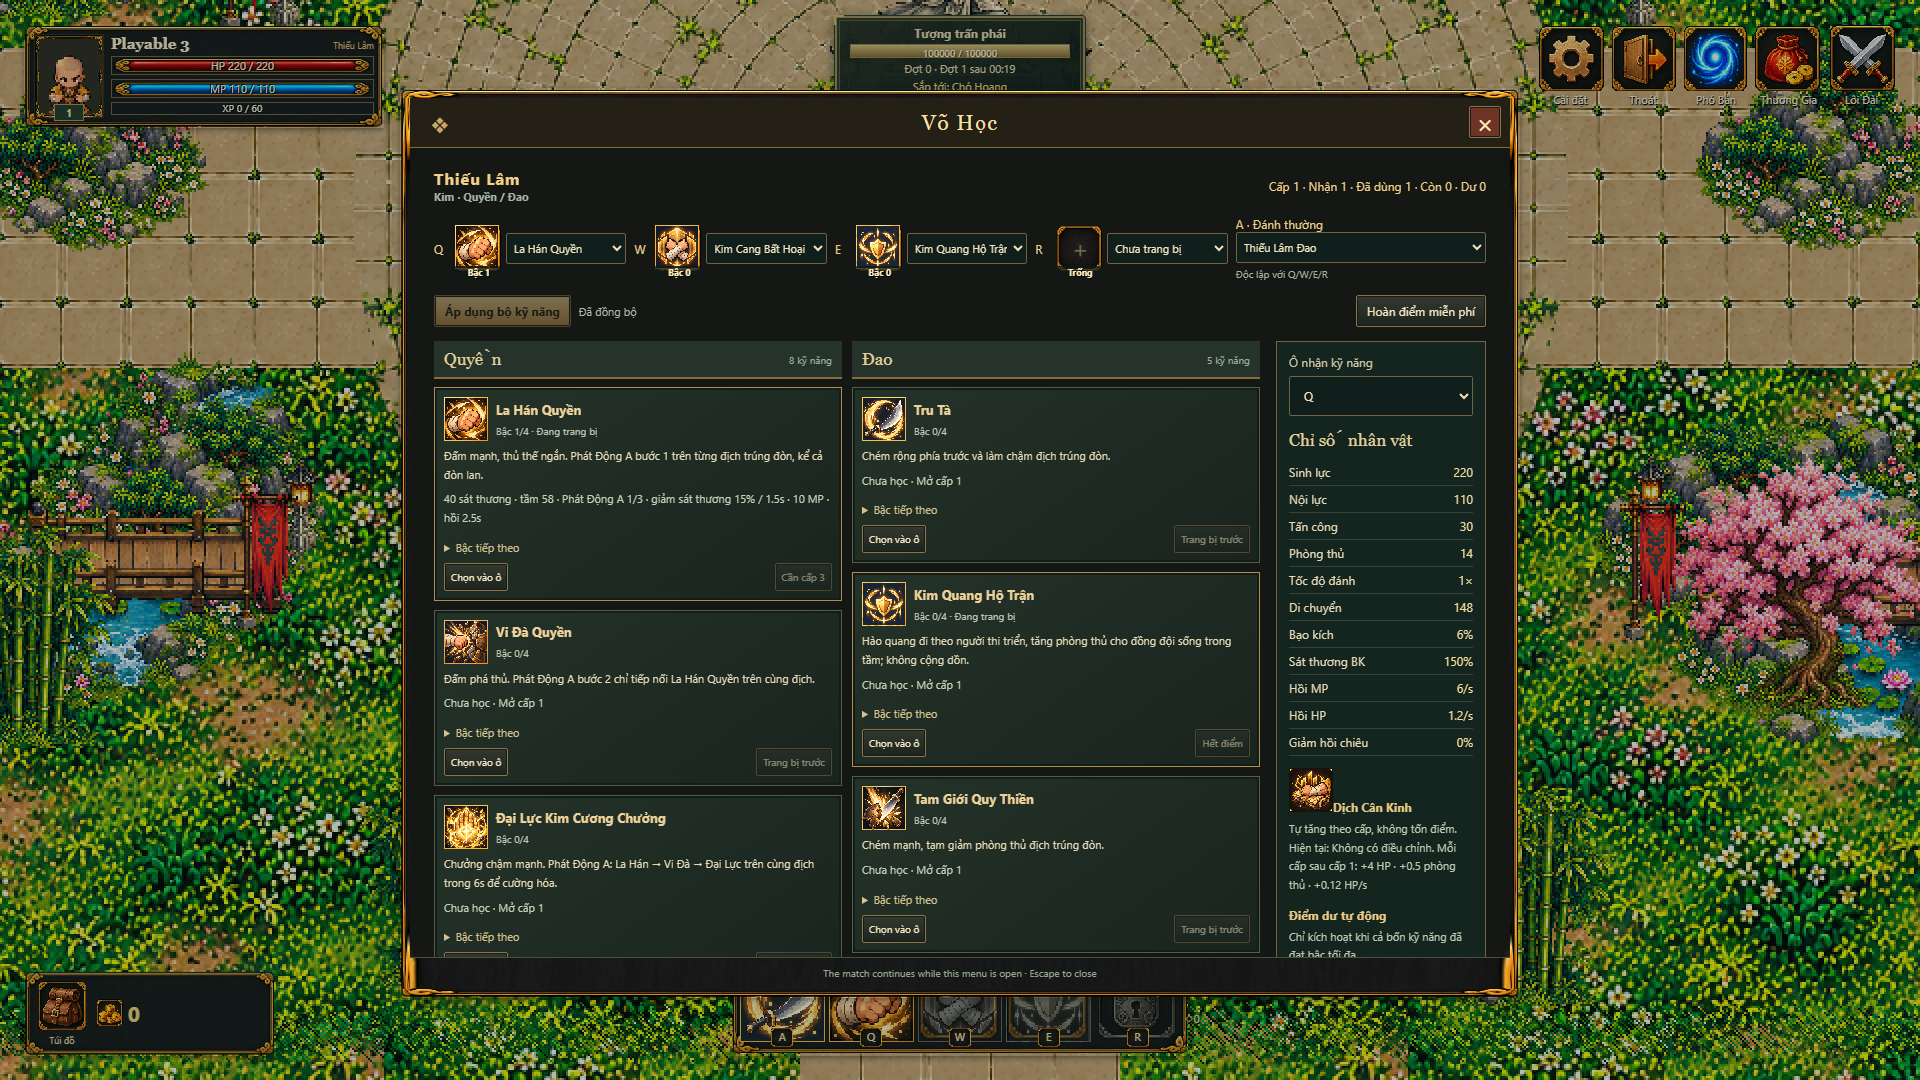 Playable 3
Thiếu Lâm
HP 220 / 220
MP 110 / 110
XP 0 / 60
1
Tượng trấn phái
100000 / 100000
Đợt 0 · Đợt 1 sau 00:19
Sắp tới: Chó Hoang
Cài đặt
Thoát
Phó Bản
Thương Gia
Lôi Đài
Võ Học
Thiếu Lâm
Kim · Quyền / Đao
Cấp 1 · Nhận 1 · Đã dùng 1 · Còn 0 · Dư 0
Q
Bậc 1
La Hán Quyền
W
Bậc 0
Kim Cang Bất Hoại
E
Bậc 0
Kim Quang Hộ Trận
R
Trống
Chưa trang bị
A · Đánh thường
Thiếu Lâm Đao
Độc lập với Q/W/E/R
Áp dụng bộ kỹ năng
Đã đồng bộ
Hoàn điểm miễn phí
Quyền
8 kỹ năng
La Hán Quyền
Bậc 1/4 · Đang trang bị
Đấm mạnh, thủ thế ngắn. Phát Động A bước 1 trên từng địch trúng đòn, kể cả
đòn lan.
40 sát thương · tầm 58 · Phát Động A 1/3 · giảm sát thương 15% / 1.5s · 10 MP ·
hồi 2.5s
▶ Bậc tiếp theo
Chọn vào ô
Cần cấp 3
Vi Đà Quyền
Bậc 0/4
Đấm phá thủ. Phát Động A bước 2 chỉ tiếp nối La Hán Quyền trên cùng địch.
Chưa học · Mở cấp 1
▶ Bậc tiếp theo
Chọn vào ô
Trang bị trước
Đại Lực Kim Cương Chưởng
Bậc 0/4
Chưởng chậm mạnh. Phát Động A: La Hán → Vi Đà → Đại Lực trên cùng địch
trong 6s để cường hóa.
Chưa học · Mở cấp 1
▶ Bậc tiếp theo
Đao
5 kỹ năng
Tru Tà
Bậc 0/4
Chém rộng phía trước và làm chậm địch trúng đòn.
Chưa học · Mở cấp 1
▶ Bậc tiếp theo
Chọn vào ô
Trang bị trước
Kim Quang Hộ Trận
Bậc 0/4 · Đang trang bị
Hào quang đi theo người thi triển, tăng phòng thủ cho đồng đội sống trong
tầm; không cộng dồn.
Chưa học · Mở cấp 1
▶ Bậc tiếp theo
Chọn vào ô
Hết điểm
Tam Giới Quy Thiền
Bậc 0/4
Chém mạnh, tạm giảm phòng thủ địch trúng đòn.
Chưa học · Mở cấp 1
▶ Bậc tiếp theo
Chọn vào ô
Trang bị trước
Ô nhận kỹ năng
Q
Chỉ số nhân vật
Sinh lực 220
Nội lực 110
Tấn công 30
Phòng thủ 14
Tốc độ đánh 1×
Di chuyển 148
Bạo kích 6%
Sát thương BK 150%
Hồi MP 6/s
Hồi HP 1.2/s
Giảm hồi chiêu 0%
Dịch Cân Kinh
Tự tăng theo cấp, không tốn điểm.
Hiện tại: Không có điều chỉnh. Mỗi
cấp sau cấp 1: +4 HP · +0.5 phòng
thủ · +0.12 HP/s
Điểm dư tự động
Chỉ kích hoạt khi cả bốn kỹ năng đã
đạt bậc tối đa.
The match continues while this menu is open · Escape to close
0
Túi đồ
A
Q
W
E
R